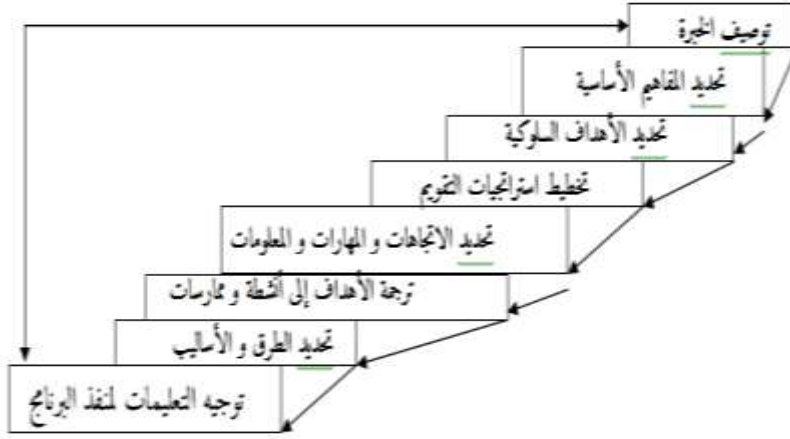 توصيف الخبرة
تحديد المفاهيم الأساسية
تحديد الأهداف السلوكية
تخطيط استراتجيات التقويم
تحديد الاتجاهات و المهارات و المعلومات
ترجمة الأهداف إلى أنشطة و ممارسات
تحديد الطرق و الأساليب
توجيه التعليمات لمنفذ البرنامج